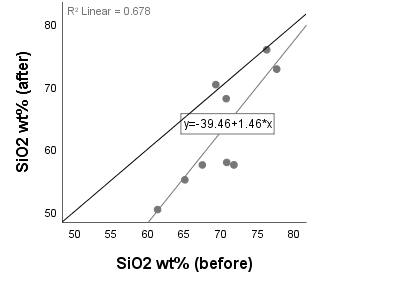 R² Linear = 0.678
SiO2 wt% (after)
80
70
60
50
y=-39.46+1.46*x
50 55 60 65 70 75 80
SiO2 wt% (before)